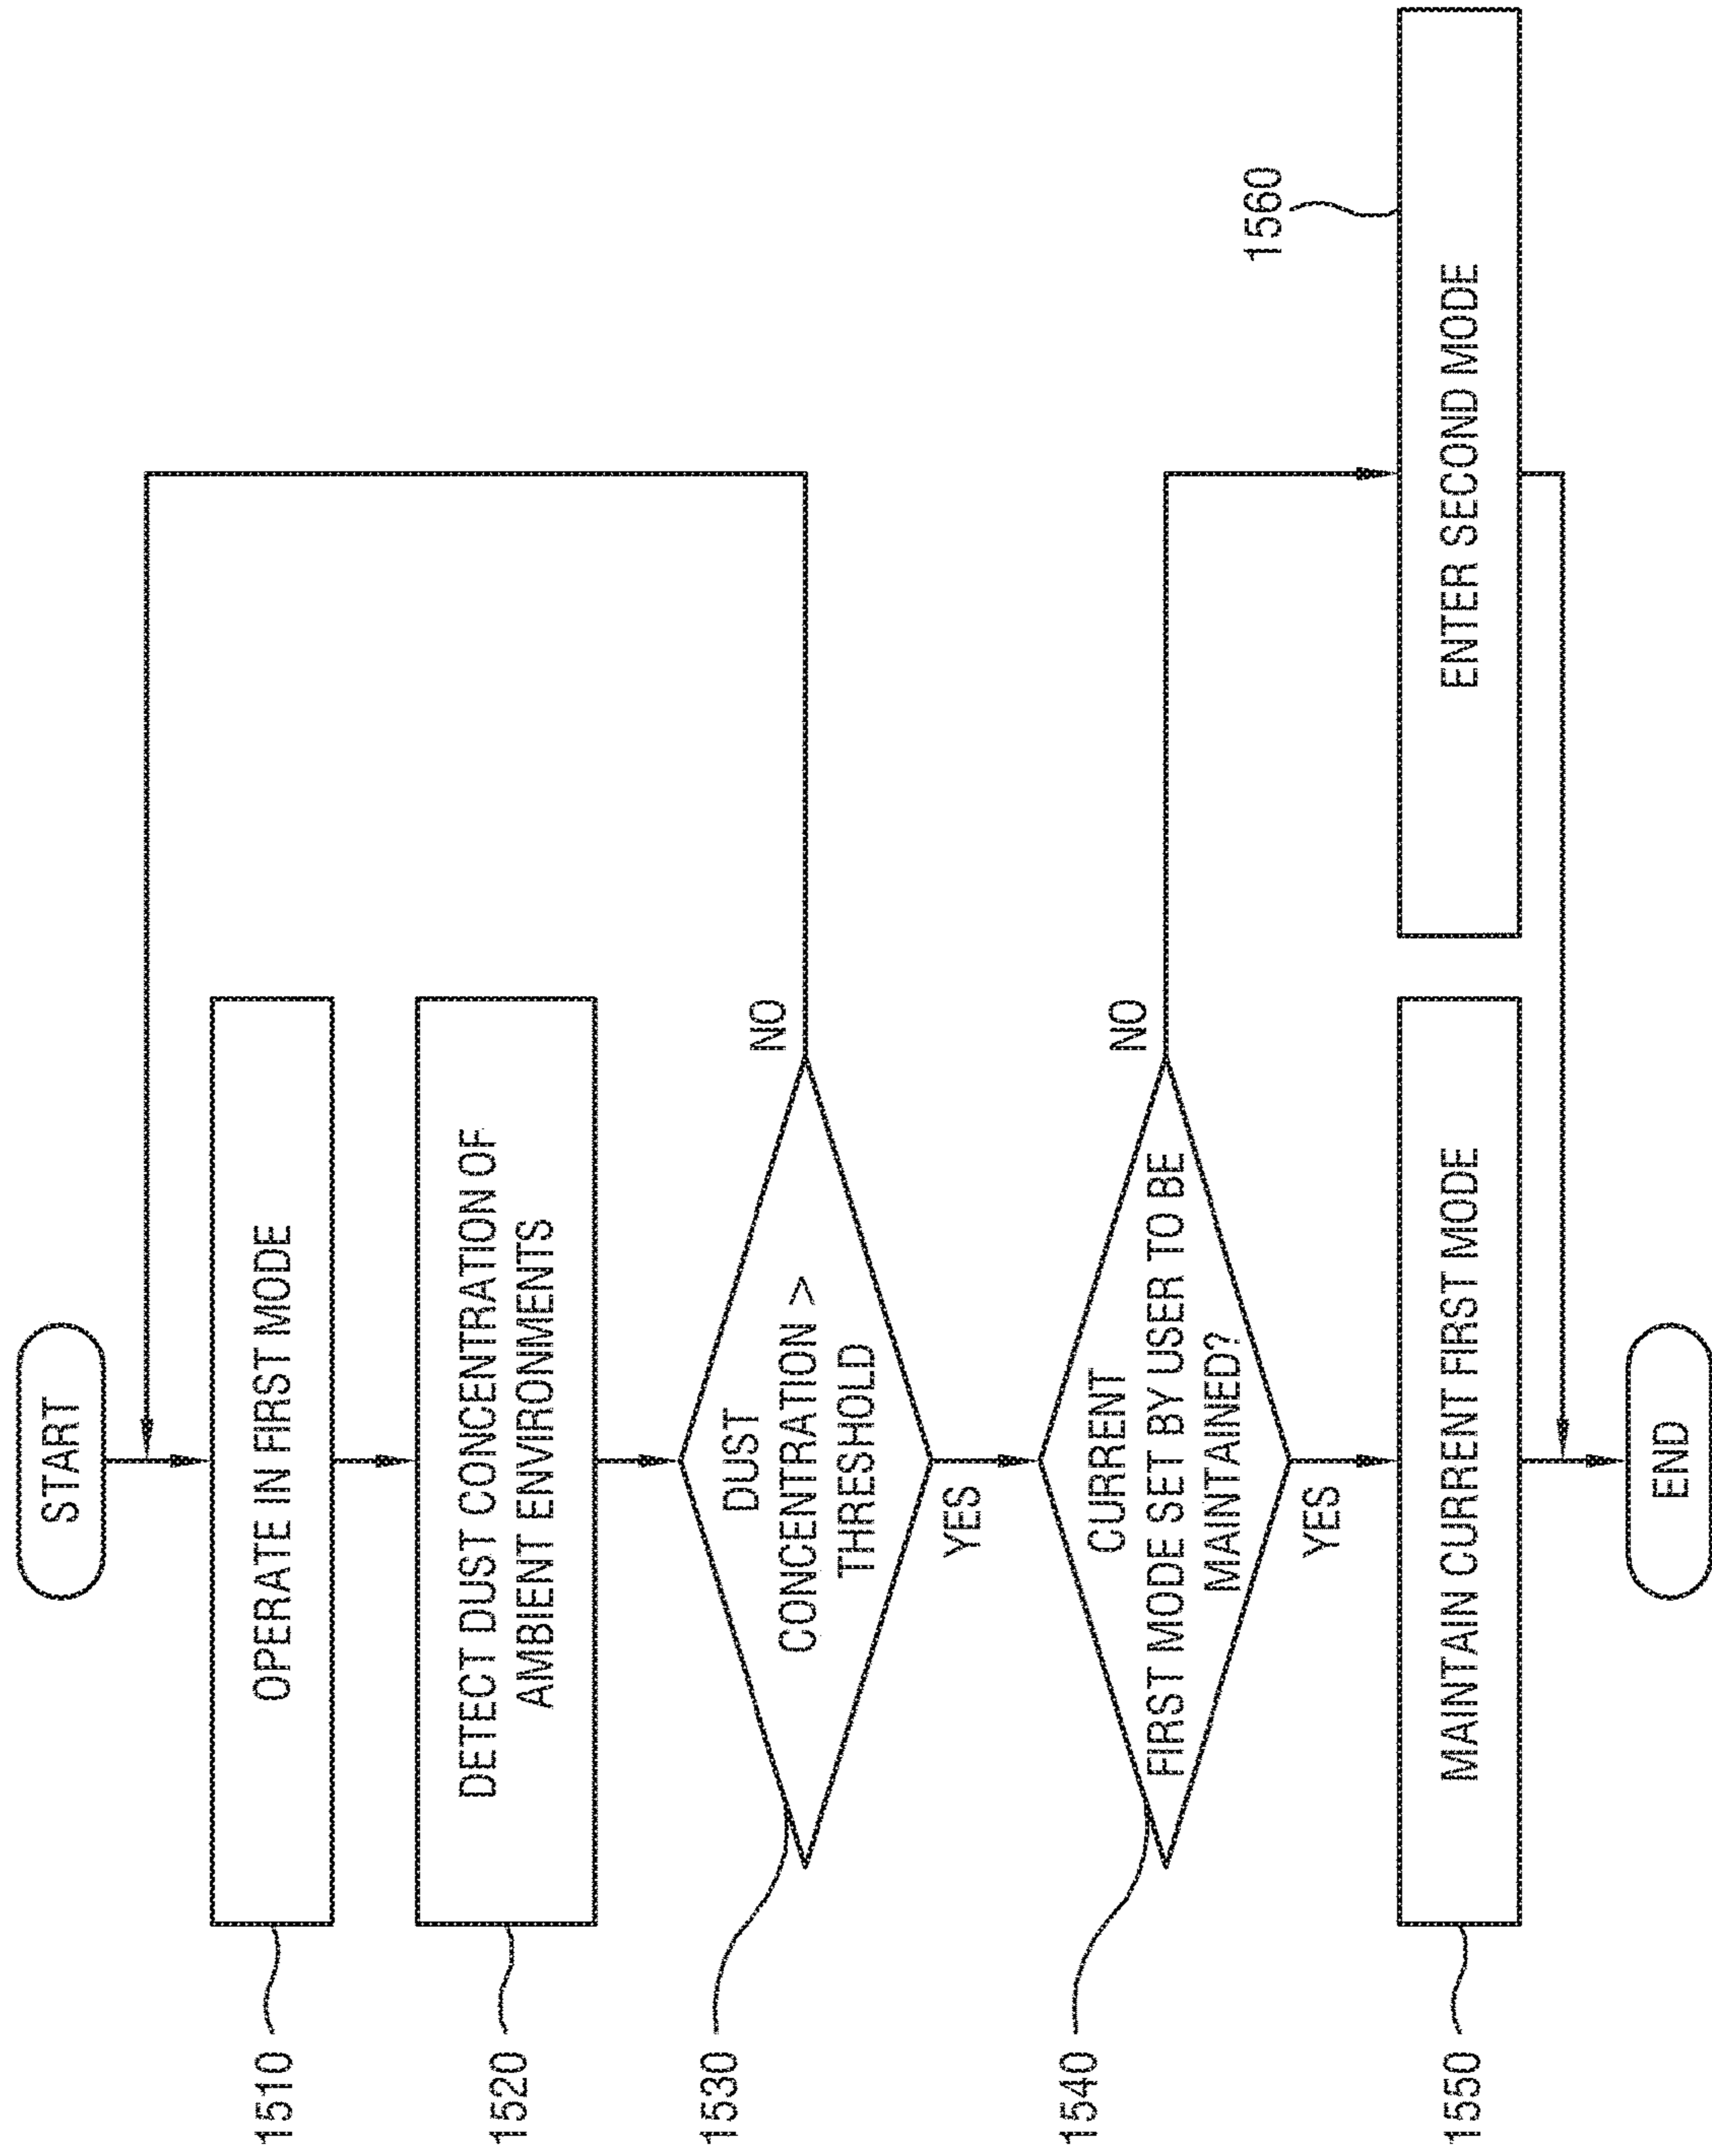 START
1510
OPERATE IN FIRST MODE
1520
DETECT DUST CONCENTRATION OF
AMBIENT ENVIRONMENTS
1530
DUST
CONCENTRATION >
THRESHOLD
NO
YES
1540
CURRENT
FIRST MODE SET BY USER TO BE
MAINTAINED?
NO
YES
1560
1550
MAINTAIN CURRENT FIRST MODE
ENTER SECOND MODE
END